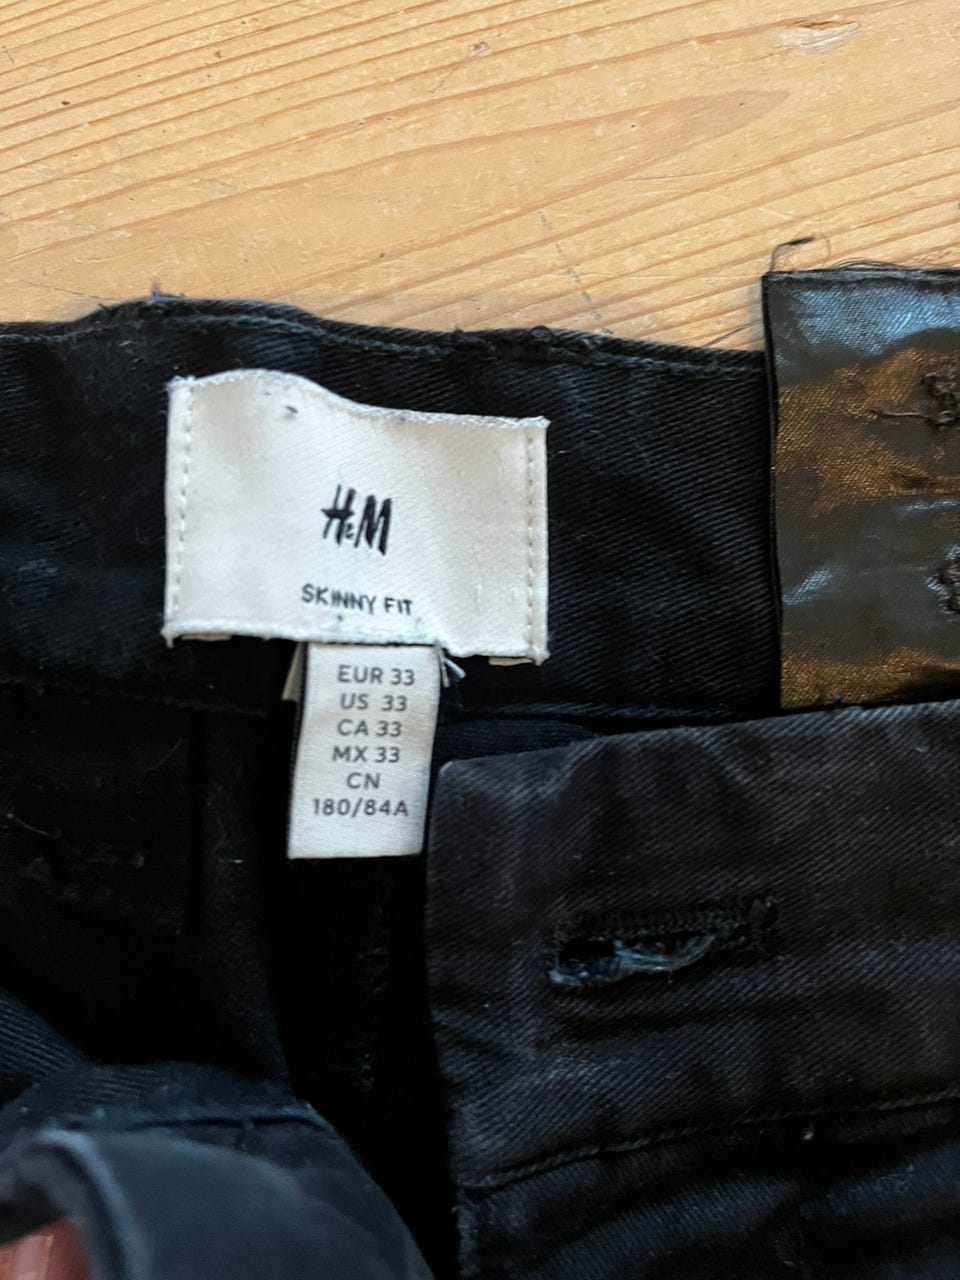 H&M
SKINNY FIT
EUR 33
US 33
CA 33
MX 33
CN
180/84A